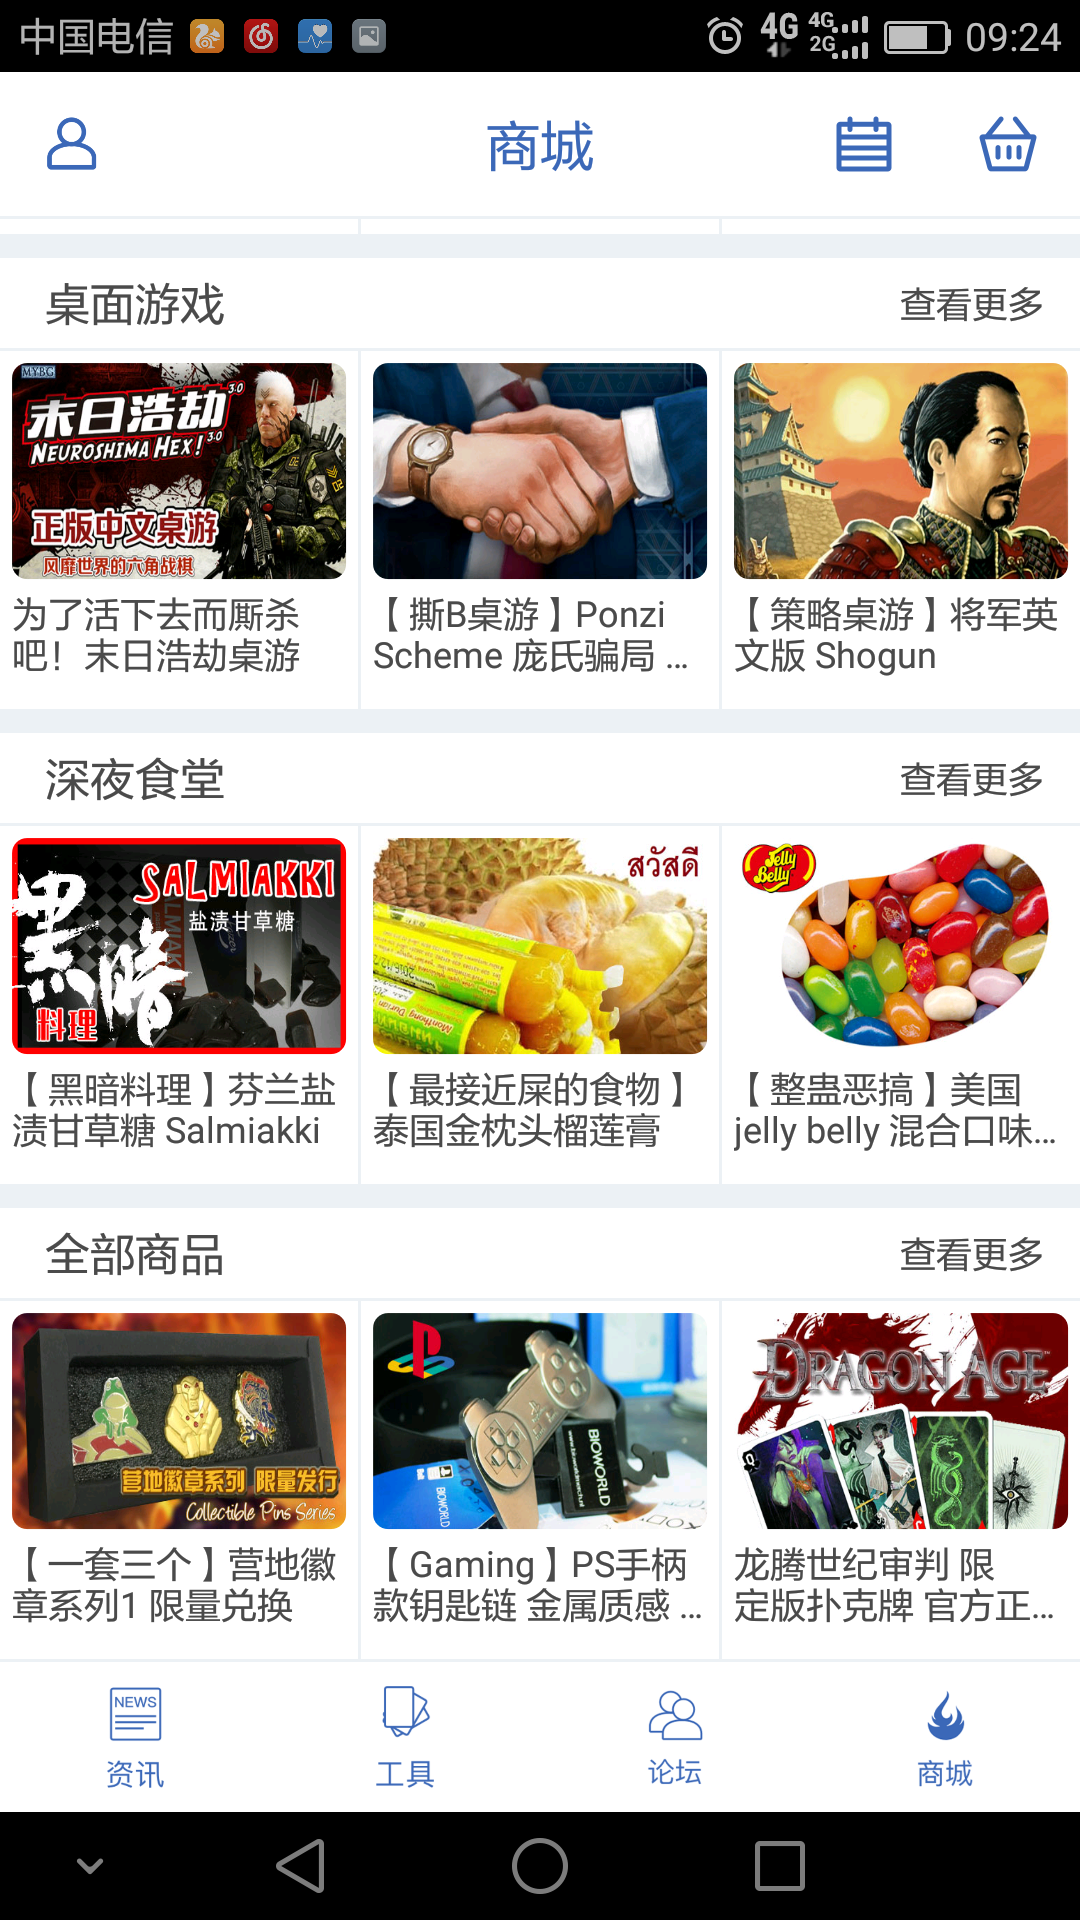 中国电信
4G
4G
2G
09:24
商城
桌面游戏
查看更多
MYBG
末日浩劫3.0
NEUROSHIMA HEX! 3.0
正版中文桌游
风靡世界的六角战棋
为了活下去而厮杀
吧！末日浩劫桌游
【撕B桌游】Ponzi
Scheme 庞氏骗局 ...
【策略桌游】将军英
文版 Shogun
深夜食堂
查看更多
SALMIAKKI
盐渍甘草糖
黑暗
料理
สวัสดี
Monthong Durian
Jelly
Belly
【黑暗料理】芬兰盐
渍甘草糖 Salmiakki
【最接近屎的食物】
泰国金枕头榴莲膏
【整蛊恶搞】美国
jelly belly 混合口味...
全部商品
查看更多
营地徽章系列 限量发行
Collectible Pins Series
BIOWORLD
BIOWORLD
DRAGON AGE
【一套三个】营地徽
章系列1 限量兑换
【Gaming】PS手柄
款钥匙链 金属质感 ...
龙腾世纪审判 限
定版扑克牌 官方正...
NEWS
资讯
工具
论坛
商城